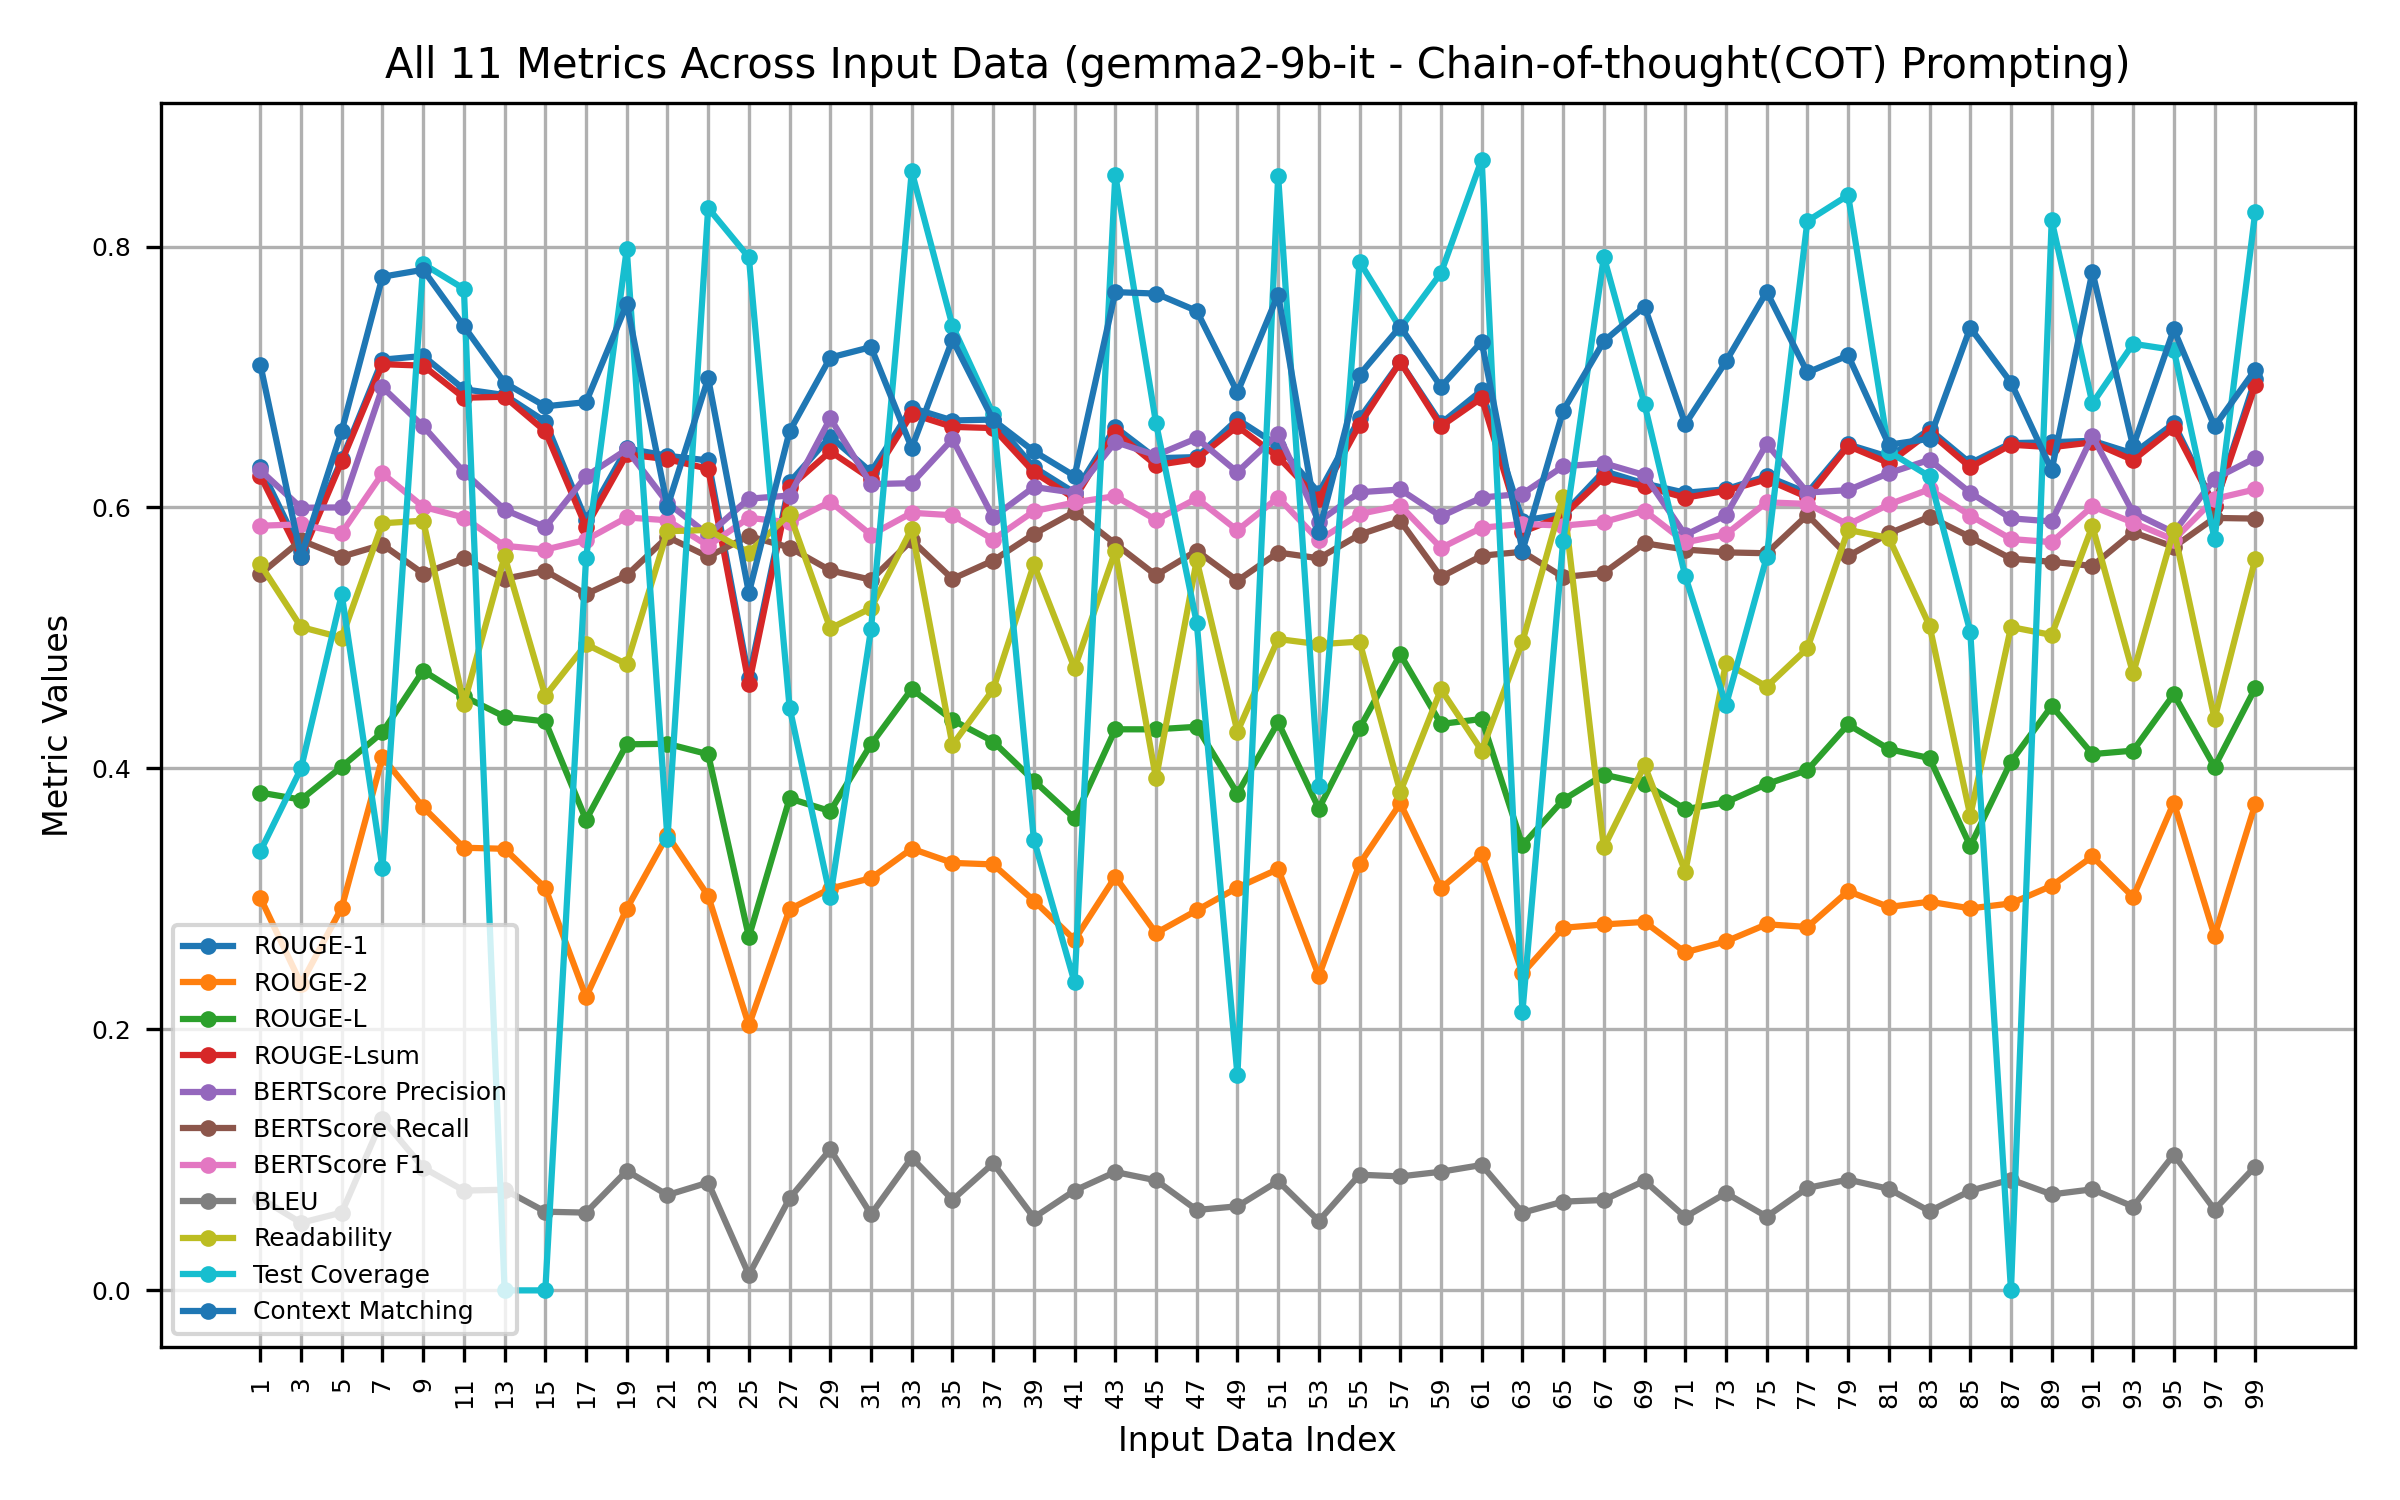 All 11 Metrics Across Input Data (gemma2-9b-it - Chain-of-thought(COT) Prompting)
Metric Values
0.8
0.6
0.4
0.2
0.0
ROUGE-1
ROUGE-2
ROUGE-L
ROUGE-Lsum
BERTScore Precision
BERTScore Recall
BERTScore F1
BLEU
Readability
Test Coverage
Context Matching
1 3 5 7 9 11 13 15 17 19 21 23 25 27 29 31 33 35 37 39 41 43 45 47 49 51 53 55 57 59 61 63 65 67 69 71 73 75 77 79 81 83 85 87 89 91 93 95 97 99
Input Data Index